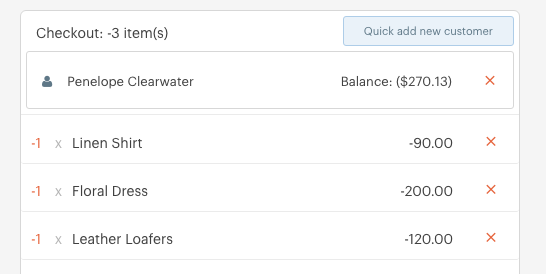 Checkout: -3 item(s) Quick add new customer
Penelope Clearwater Balance: ($270.13) ×
-1 x Linen Shirt -90.00 ×
-1 x Floral Dress -200.00 ×
-1 x Leather Loafers -120.00 ×